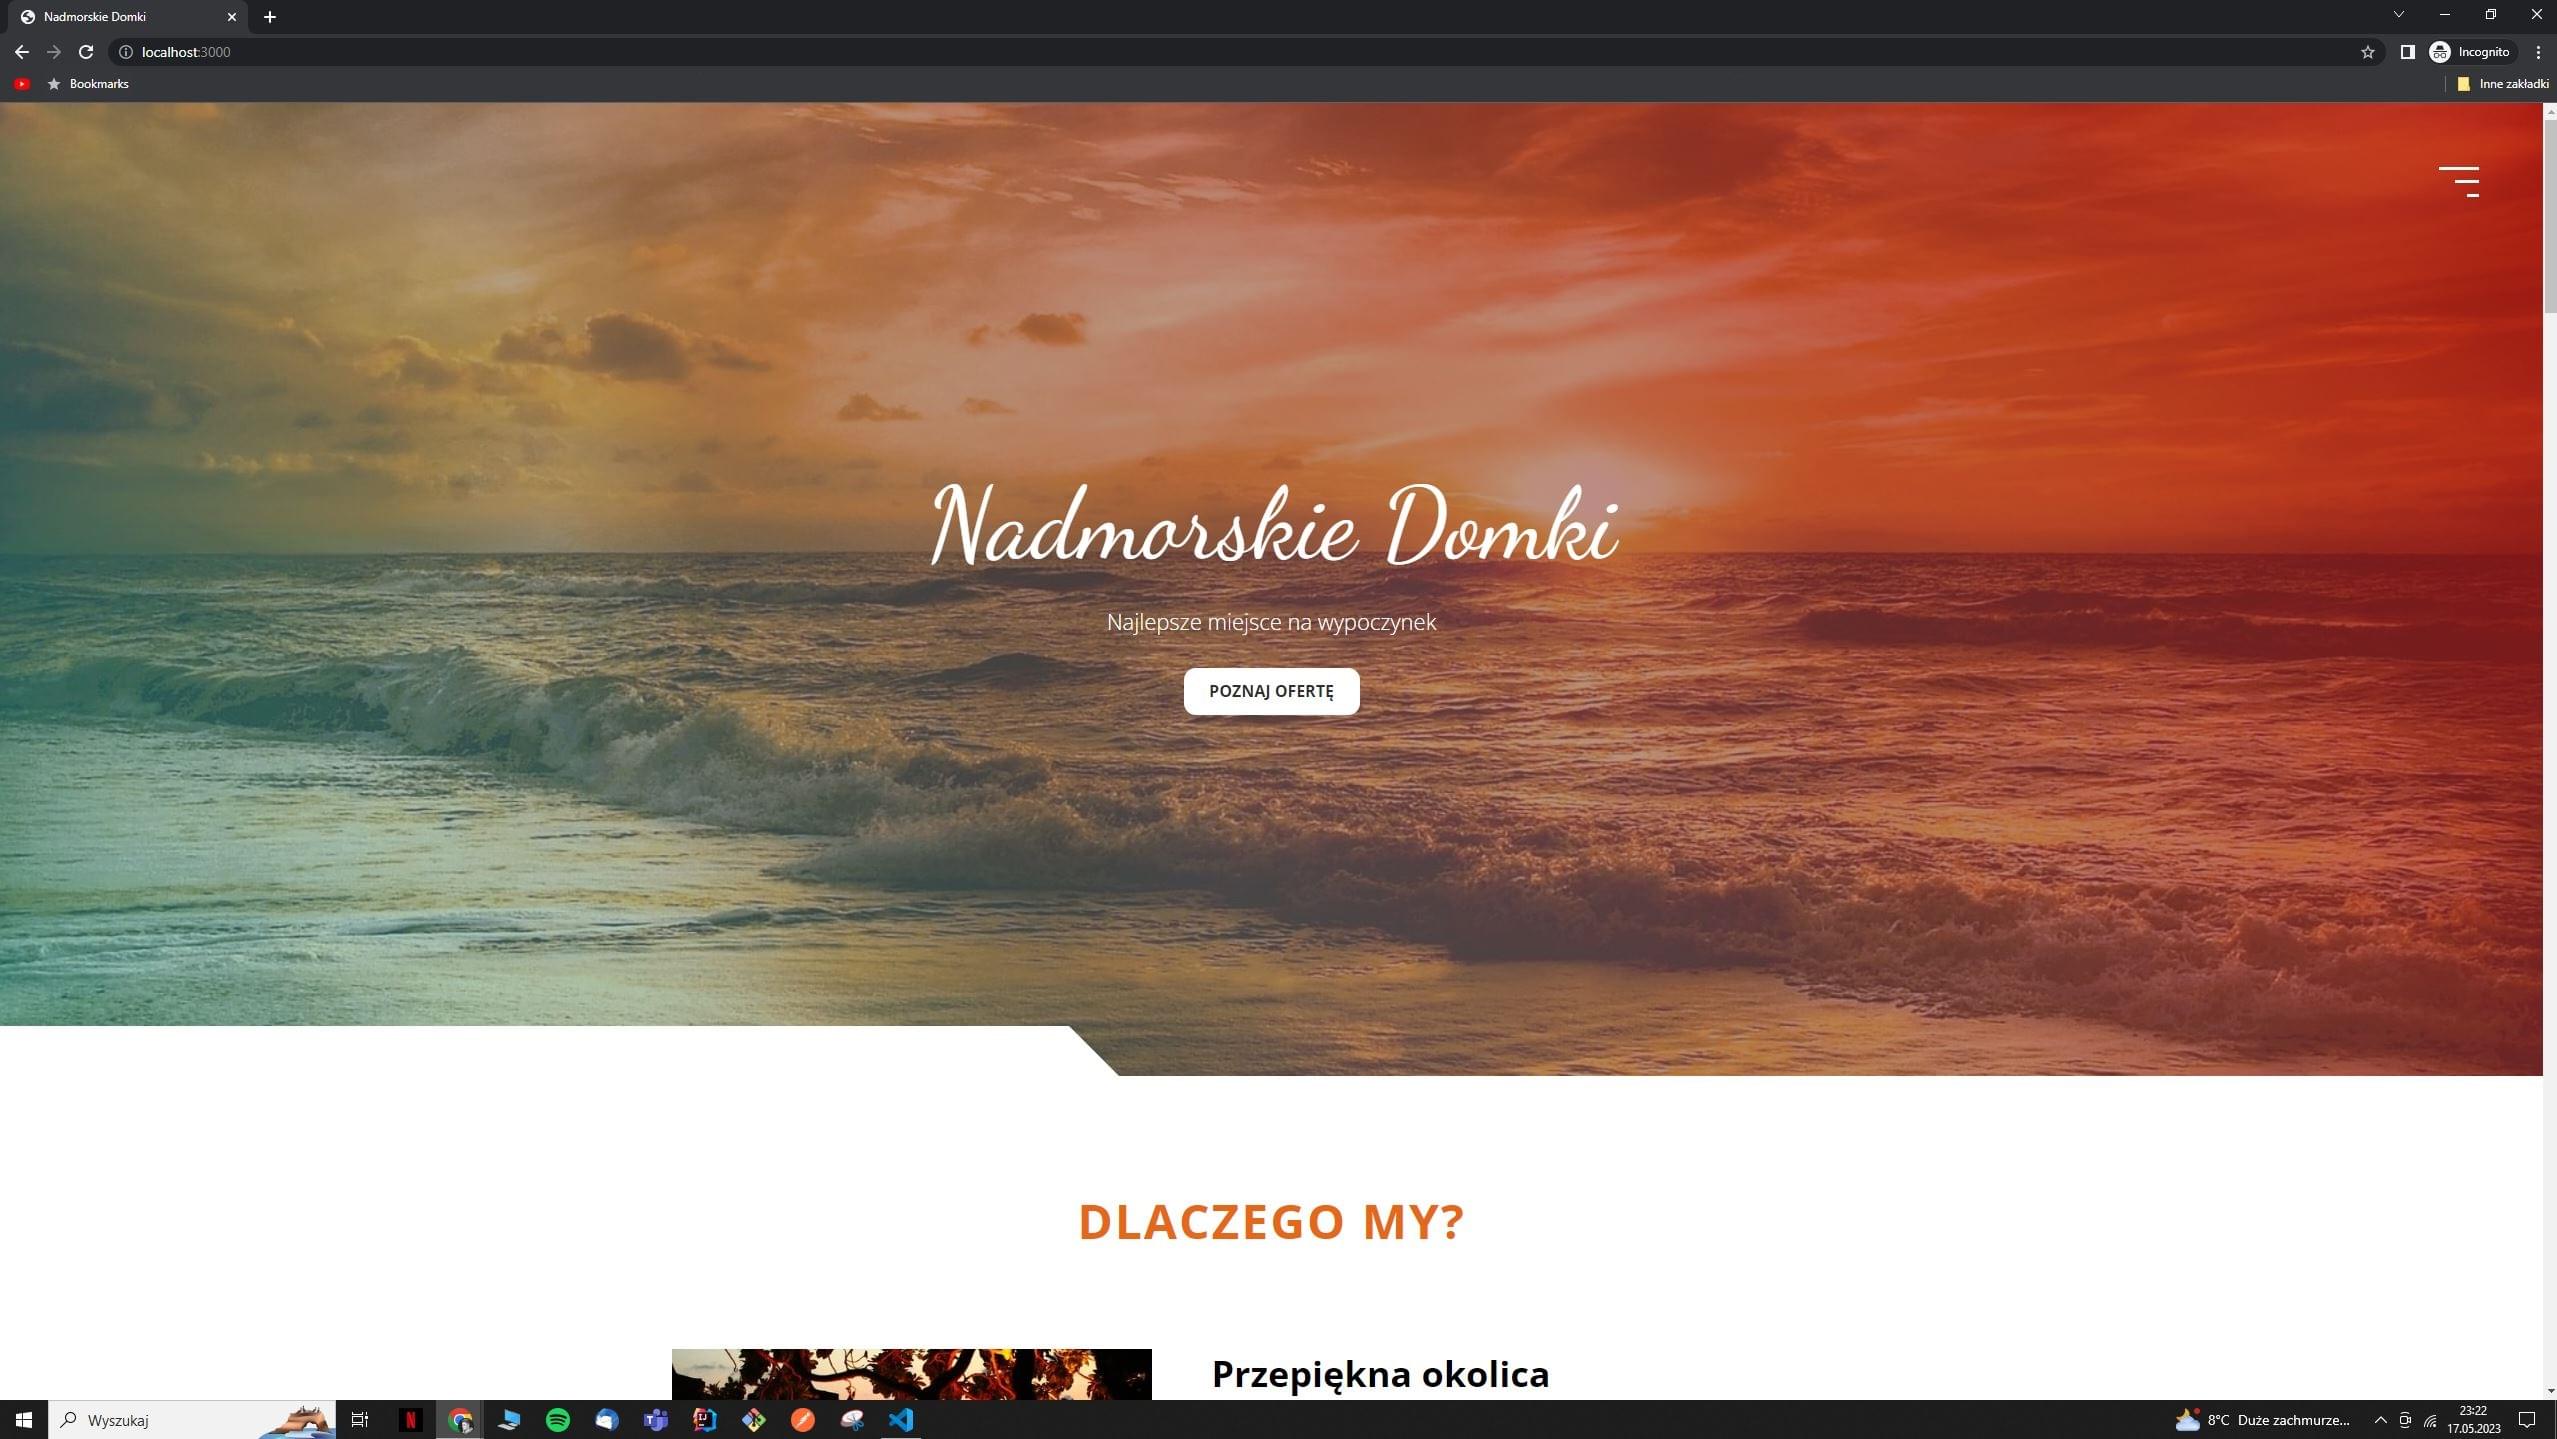 Nadmorskie Domki
localhost:3000
Incognito
Bookmarks
Inne zakładki
Nadmorskie Domki
Najlepsze miejsce na wypoczynek
POZNAJ OFERTĘ
DLACZEGO MY?
Przepiękna okolica
Wyszukaj
8°C Duże zachmurze...
23:22
17.05.2023